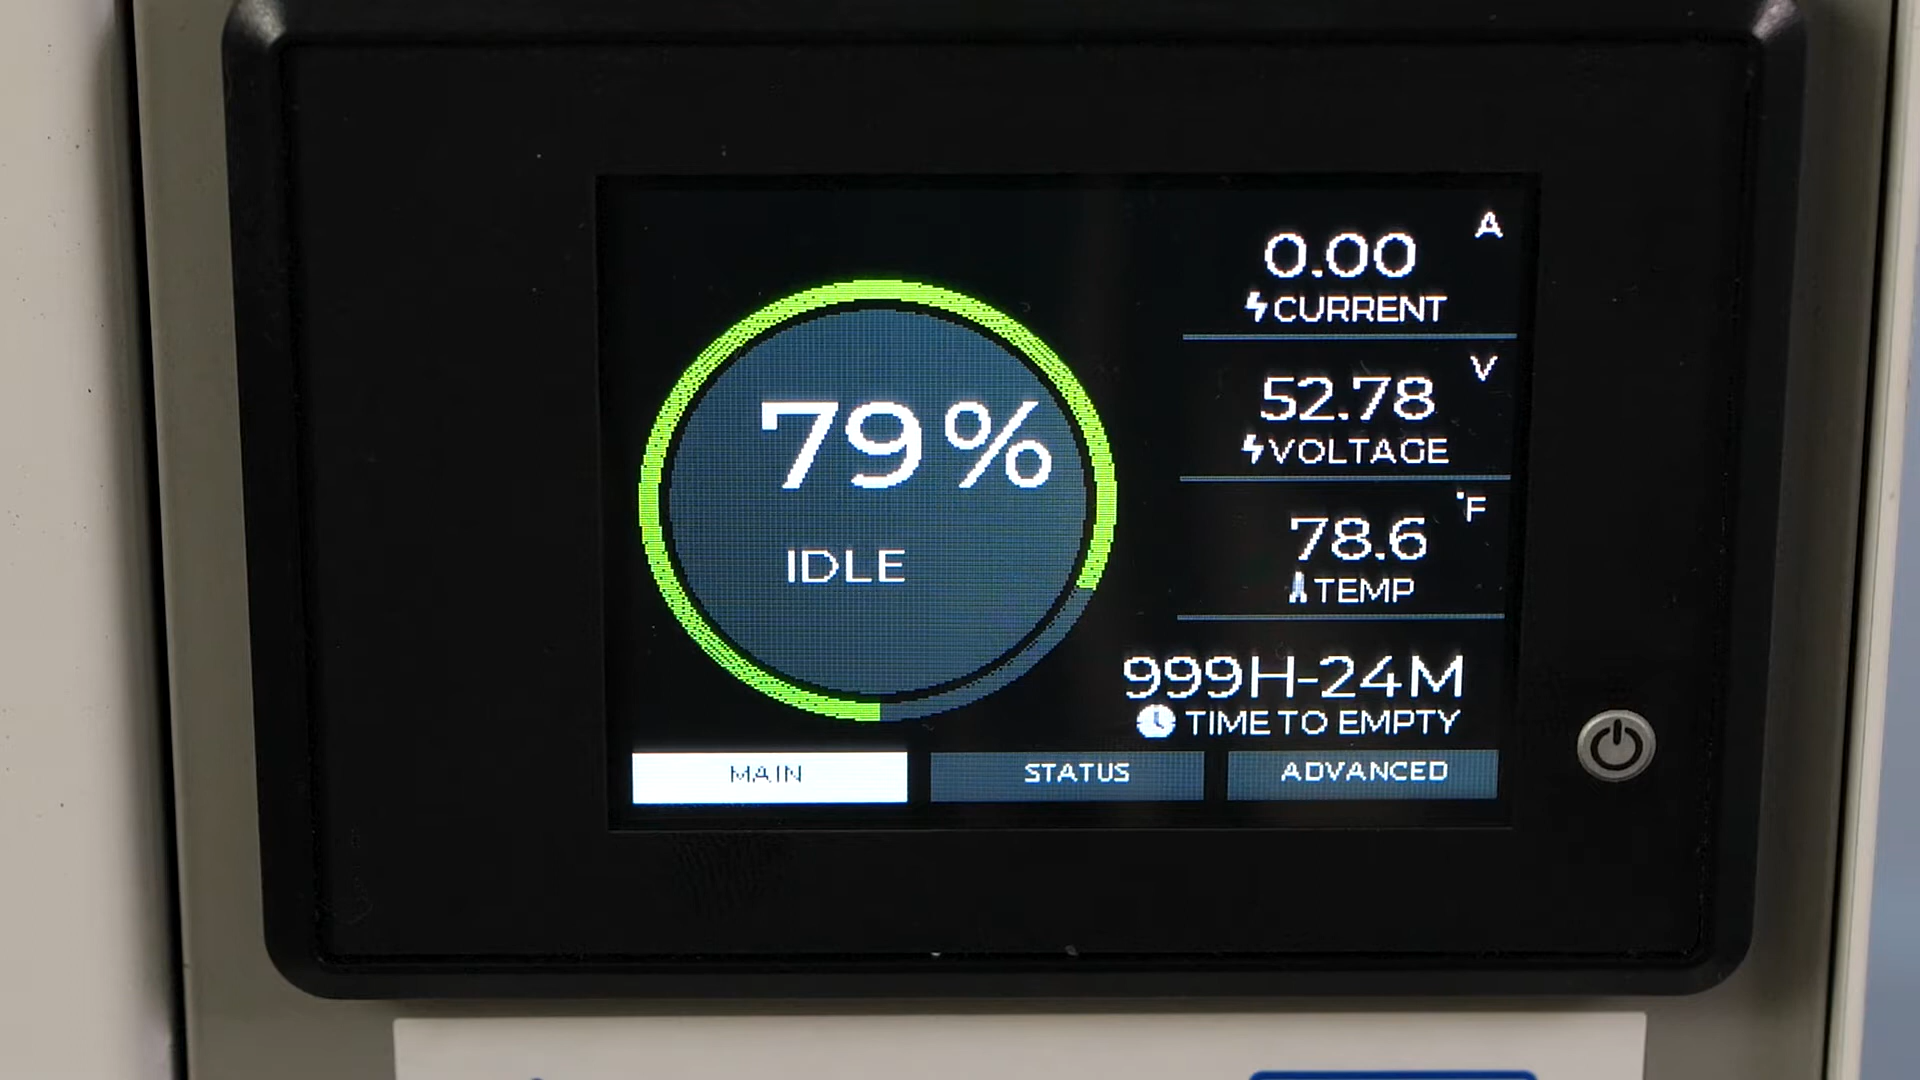 79%
IDLE
A
0.00
CURRENT
V
52.78
VOLTAGE
°F
78.6
TEMP
999H-24M
TIME TO EMPTY
MAIN
STATUS
ADVANCED